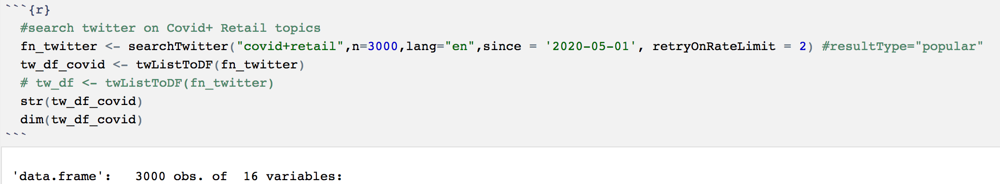 ```{r}
#search twitter on Covid+ Retail topics
fn_twitter <- searchTwitter("covid+retail",n=3000,lang="en",since = '2020-05-01', retryOnRateLimit = 2) #resultType="popular"
tw_df_covid <- twListToDF(fn_twitter)
# tw_df <- twListToDF(fn_twitter)
str(tw_df_covid)
dim(tw_df_covid)
```
'data.frame':   3000 obs. of  16 variables: